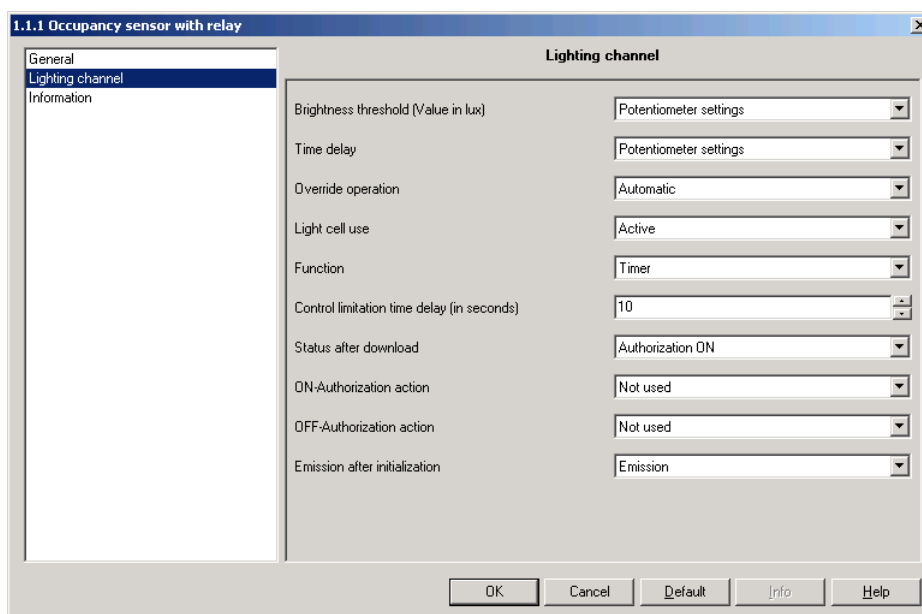 1.1.1 Occupancy sensor with relay
General
Lighting channel
Information
Lighting channel
Brightness threshold (Value in lux) Potentiometer settings
Time delay Potentiometer settings
Override operation Automatic
Light cell use Active
Function Timer
Control limitation time delay (in seconds) 10
Status after download Authorization ON
ON-Authorization action Not used
OFF-Authorization action Not used
Emission after initialization Emission
OK Cancel Default Info Help